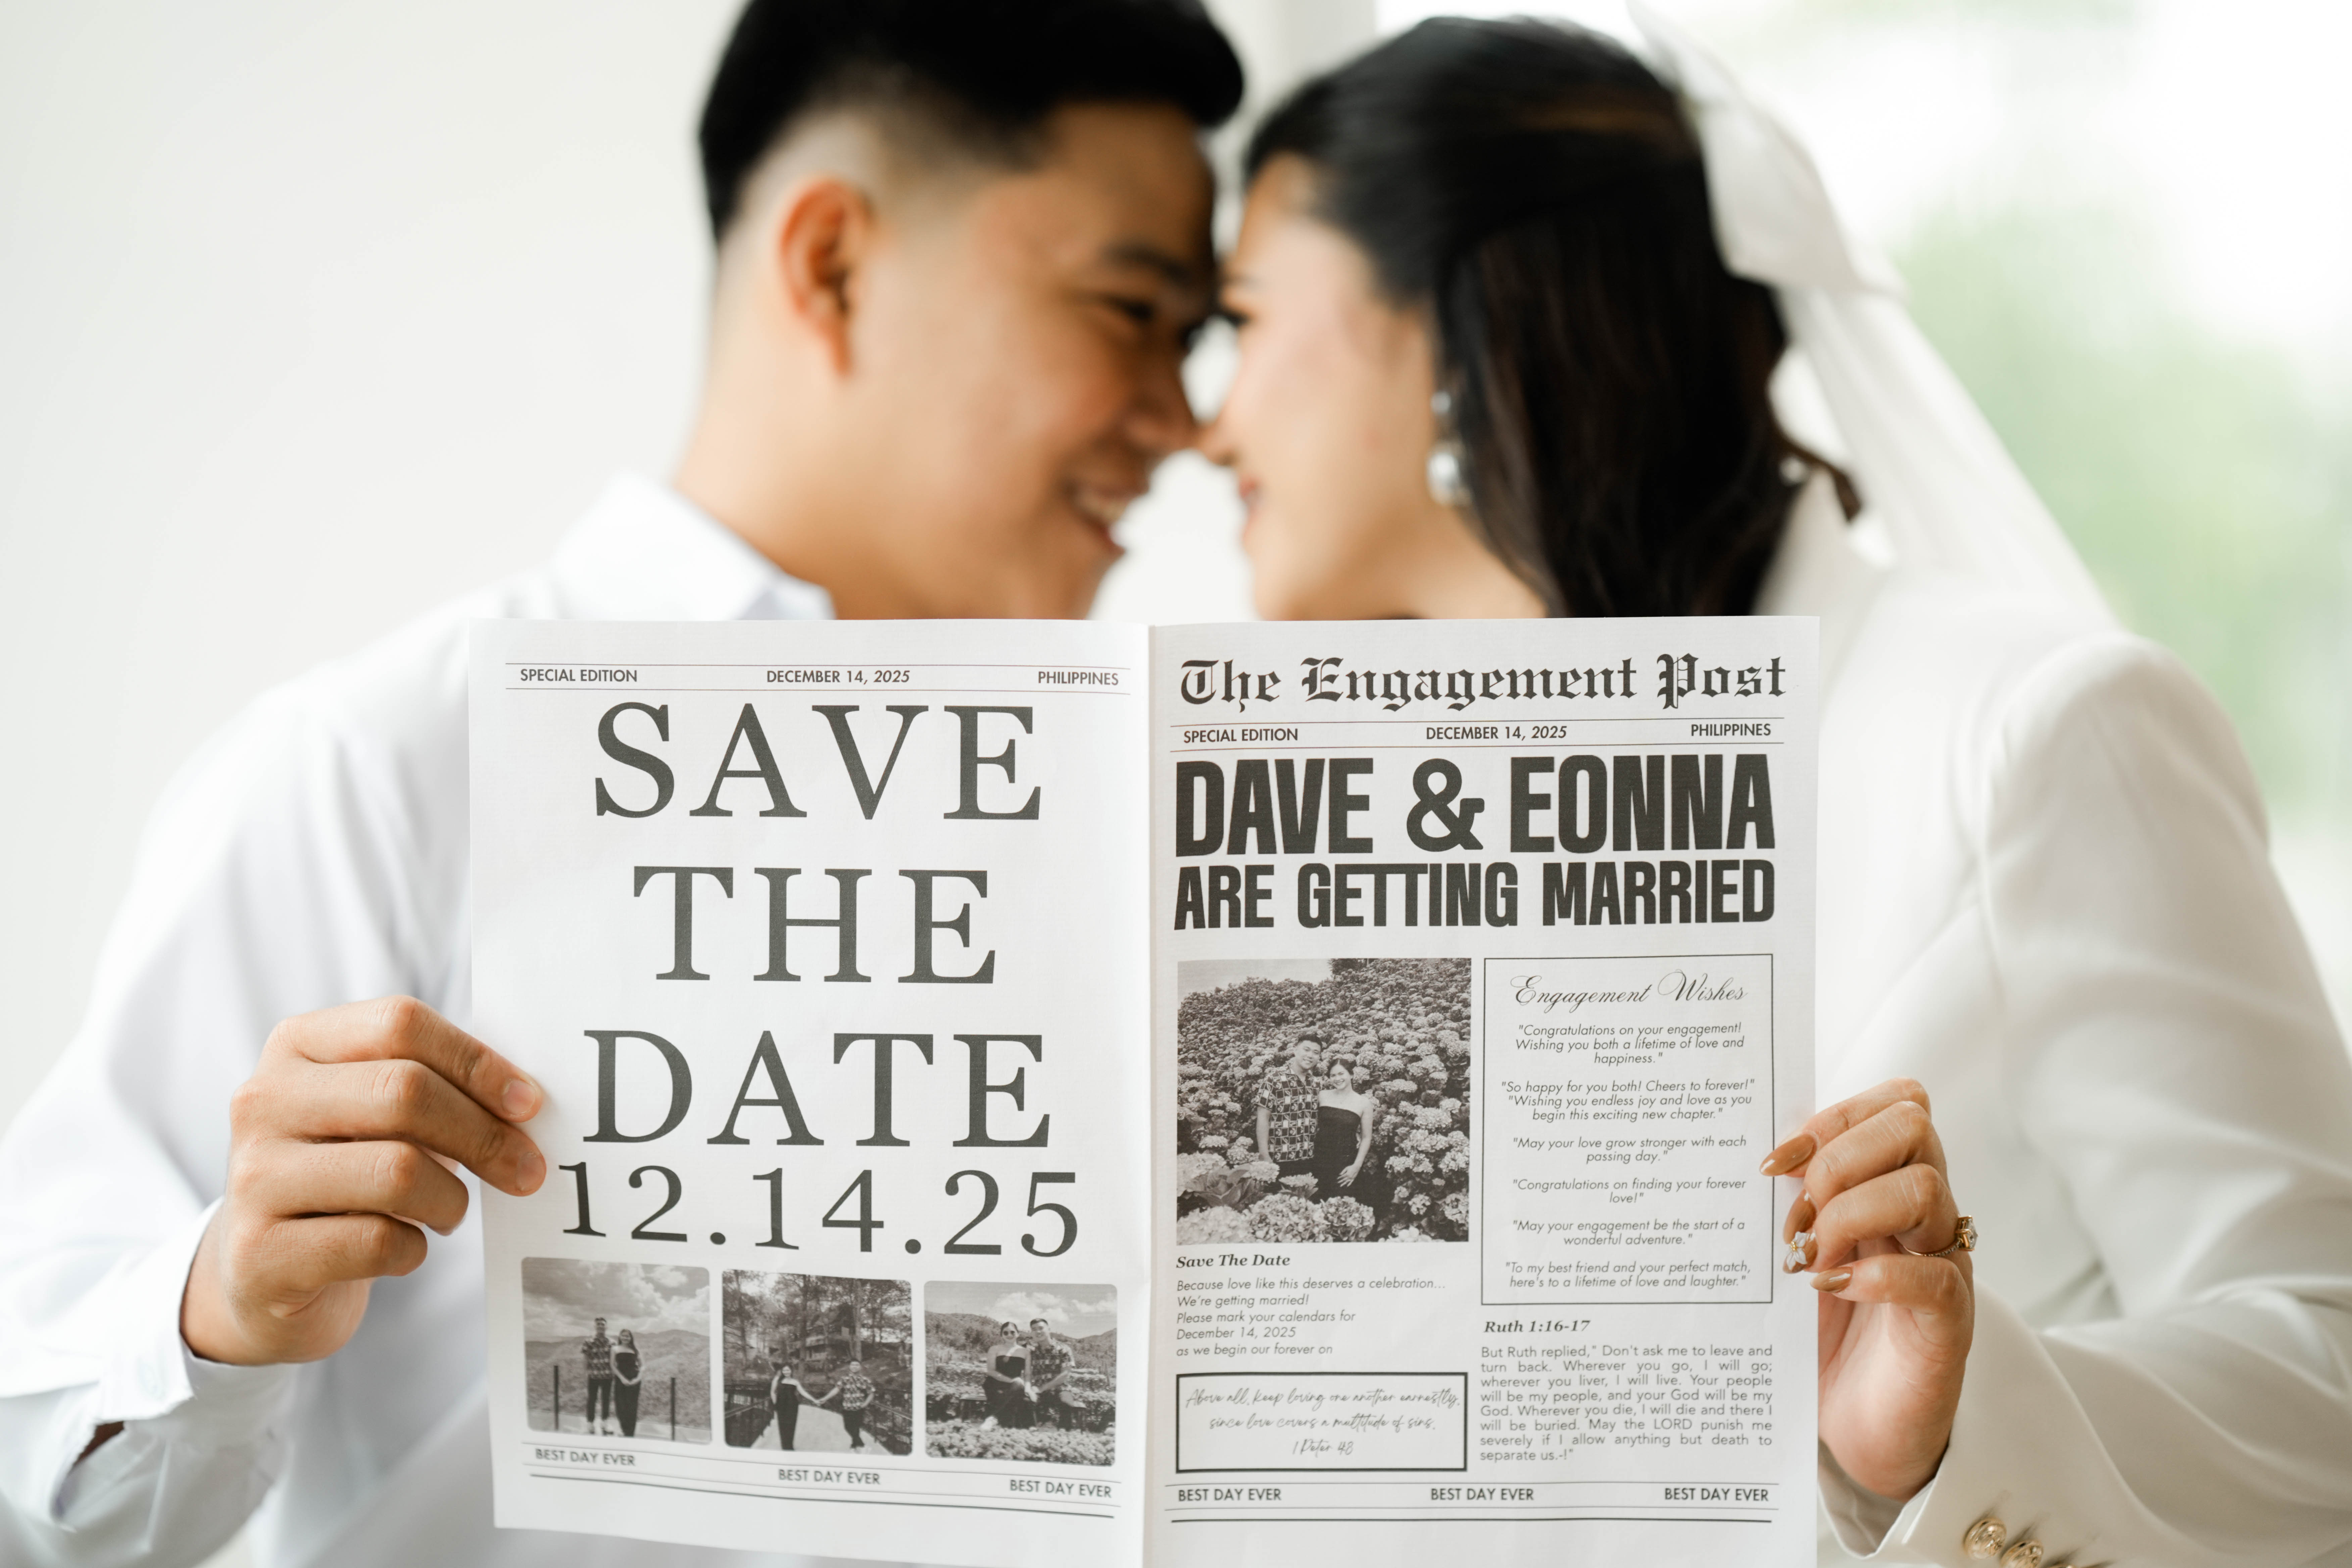 SPECIAL EDITION DECEMBER 14, 2025 PHILIPPINES
SAVE
THE
DATE
12.14.25
BEST DAY EVER BEST DAY EVER BEST DAY EVER
The Engagement Post
SPECIAL EDITION DECEMBER 14, 2025 PHILIPPINES
DAVE & EONNA
ARE GETTING MARRIED
Save The Date
Because love like this deserves a celebration...
We're getting married!
Please mark your calendars for
December 14, 2025
as we begin our forever on
Above all, keep loving one another earnestly,
since love covers a multitude of sins.
1 Peter 4:8
Engagement Wishes
"Congratulations on your engagement!
Wishing you both a lifetime of love and
happiness."
"So happy for you both! Cheers to forever!"
"Wishing you endless joy and love as you
begin this exciting new chapter."
"May your love grow stronger with each
passing day."
"Congratulations on finding your forever
love!"
"May your engagement be the start of a
wonderful adventure."
"To my best friend and your perfect match,
here's to a lifetime of love and laughter."
Ruth 1:16-17
But Ruth replied," Don't ask me to leave and
turn back. Wherever you go, I will go;
wherever you liver, I will live. Your people
will be my people, and your God will be my
God. Wherever you die, I will die and there I
will be buried. May the LORD punish me
severely if I allow anything but death to
separate us.-!"
BEST DAY EVER BEST DAY EVER BEST DAY EVER